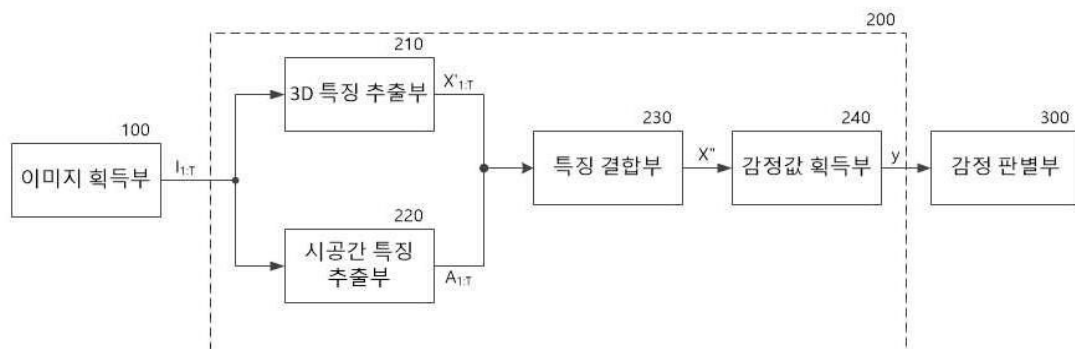 200
210
3D 특징 추출부
X'1:T
100
이미지 획득부
I1:T
230
특징 결합부
X"
240
감정값 획득부
y
300
감정 판별부
220
시공간 특징
추출부
A1:T